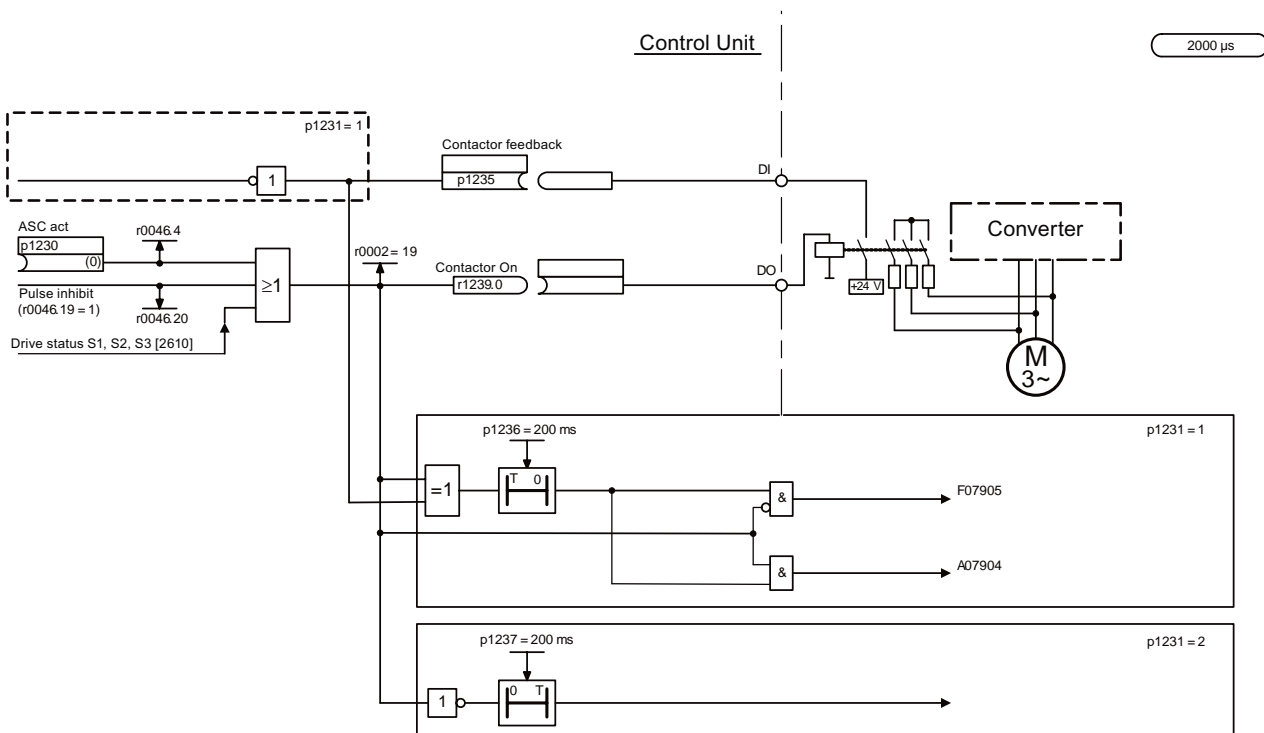 Control Unit
2000 µs
p1231 = 1
1
Contactor feedback
p1235
DI
ASC act
p1230
(0)
r0046.4
Pulse inhibit
(r0046.19 = 1)
r0046.20
Drive status S1, S2, S3 [2610]
≥1
r0002 = 19
Contactor On
r1239.0
DO
+24 V
Converter
M
3~
p1231 = 1
p1236 = 200 ms
=1
T 0
&
F07905
&
A07904
p1231 = 2
p1237 = 200 ms
1
0 T